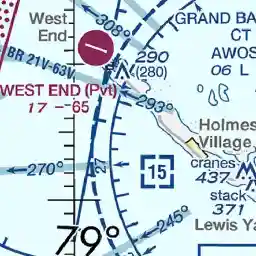 West
End
308°
GRAND BA
CT
AWOS
06 L
BR 21V-63V
290
(280)
WEST END (Pvt)
17 - 65
293°
Holmes
Village
cranes
437
stack
371
270°
27
15
245°
79°
Lewis Ya